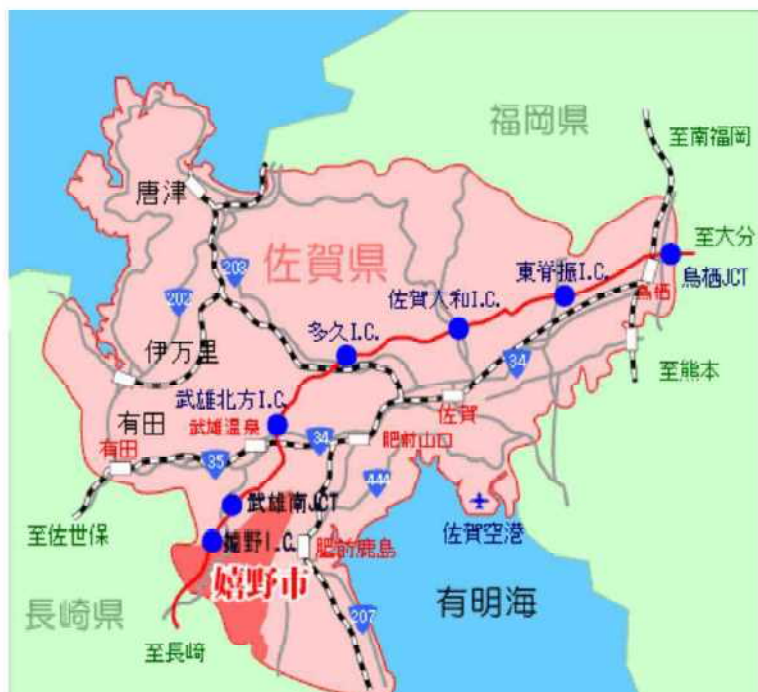 福岡県
至南福岡
唐津
至大分
佐賀県
203
東脊振I.C.
鳥栖JCT
鳥栖
202
佐賀大和I.C.
多久I.C.
伊万里
34
至熊本
武雄北方I.C.
有田
佐賀
武雄温泉
有田
34
肥前山口
35
444
武雄南JCT
至佐世保
佐賀空港
嬉野I.C.
肥前鹿島
嬉野市
有明海
長崎県
207
至長崎